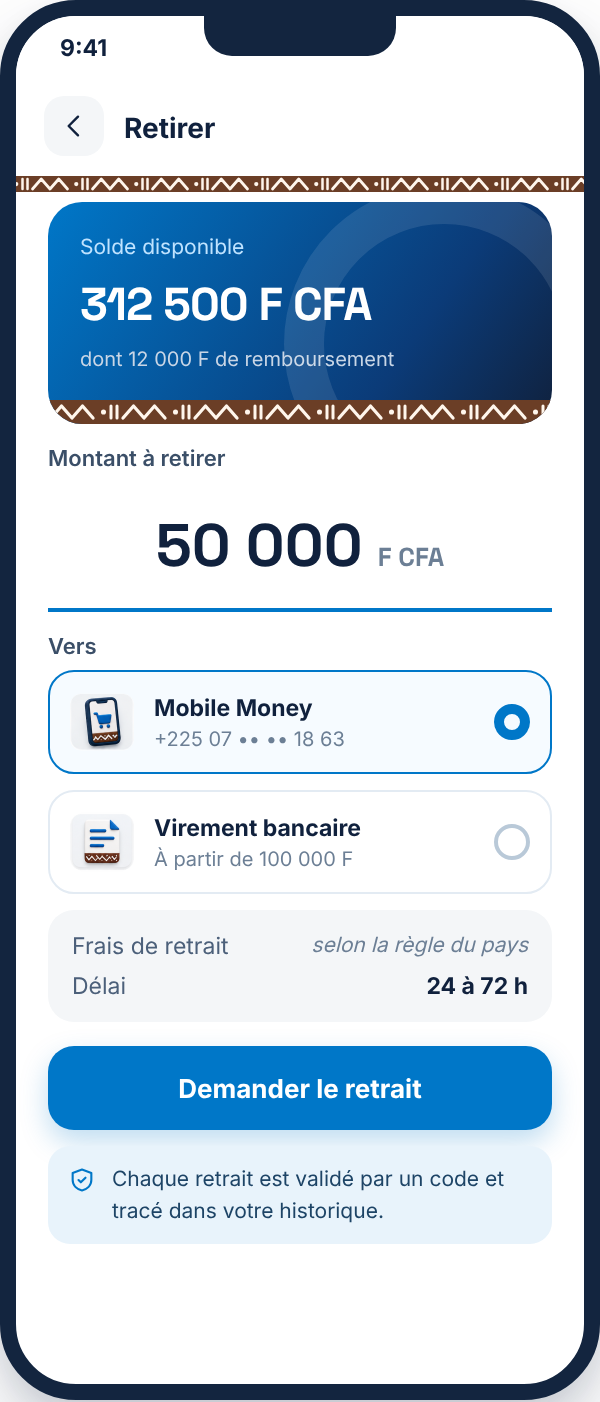 9:41
Retirer
Solde disponible
312 500 F CFA
dont 12 000 F de remboursement
Montant à retirer
50 000 F CFA
Vers
Mobile Money
+225 07 •• •• 18 63
Virement bancaire
À partir de 100 000 F
Frais de retrait selon la règle du pays
Délai 24 à 72 h
Demander le retrait
Chaque retrait est validé par un code et
tracé dans votre historique.